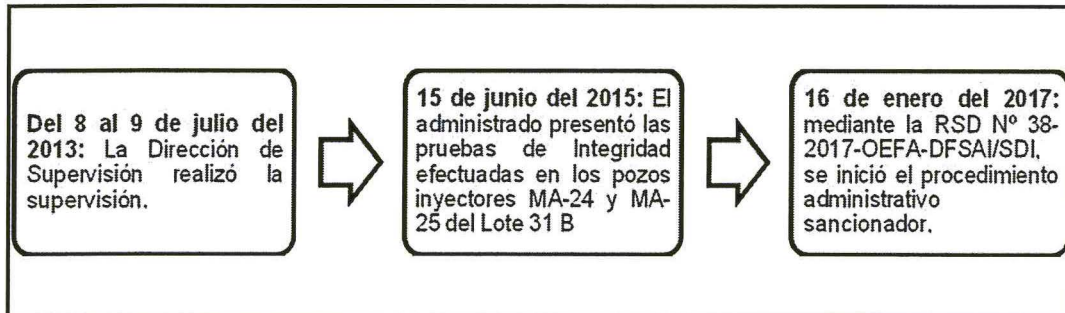 Del 8 al 9 de julio del
2013: La Dirección de
Supervisión realizó la
supervisión.
15 de junio del 2015: El
administrado presentó las
pruebas de Integridad
efectuadas en los pozos
inyectores MA-24 y MA-
25 del Lote 31 B
16 de enero del 2017:
mediante la RSD Nº 38-
2017-OEFA-DFSAI/SDI,
se inició el procedimiento
administrativo
sancionador.